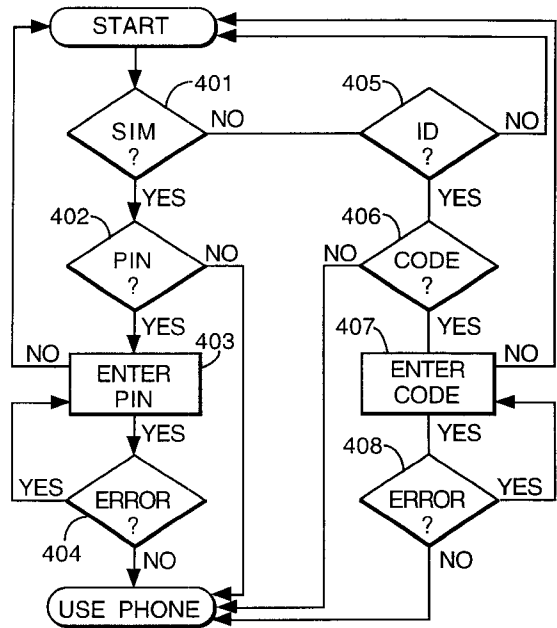 START
401
405
SIM
?
NO
ID
?
NO
YES
YES
402
406
PIN
?
NO
NO
CODE
?
YES
YES
403
407
NO
ENTER
PIN
ENTER
CODE
NO
YES
YES
408
YES
ERROR
?
ERROR
?
YES
404
NO
NO
USE PHONE